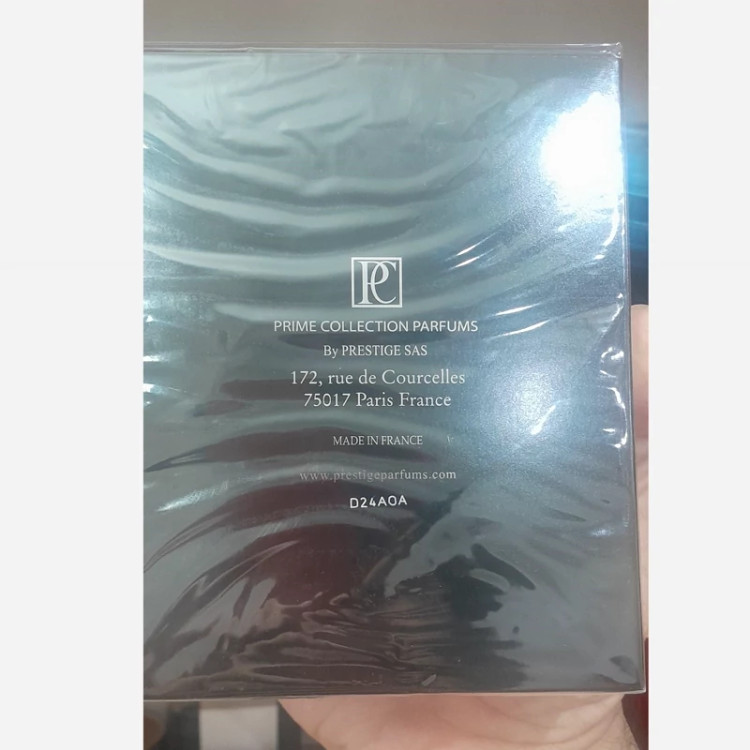 PC
PRIME COLLECTION PARFUMS
By PRESTIGE SAS
172, rue de Courcelles
75017 Paris France
MADE IN FRANCE
www.prestigeparfums.com
D24A0A